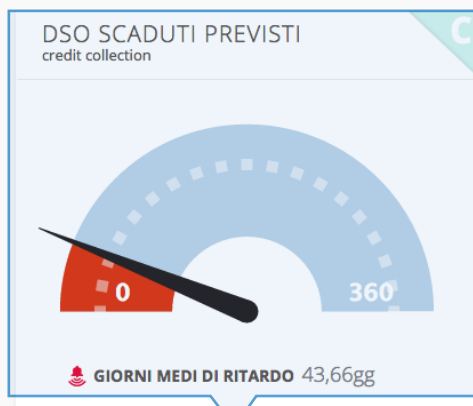 DSO SCADUTI PREVISTI
credit collection
C
0 360
GIORNI MEDI DI RITARDO 43,66gg